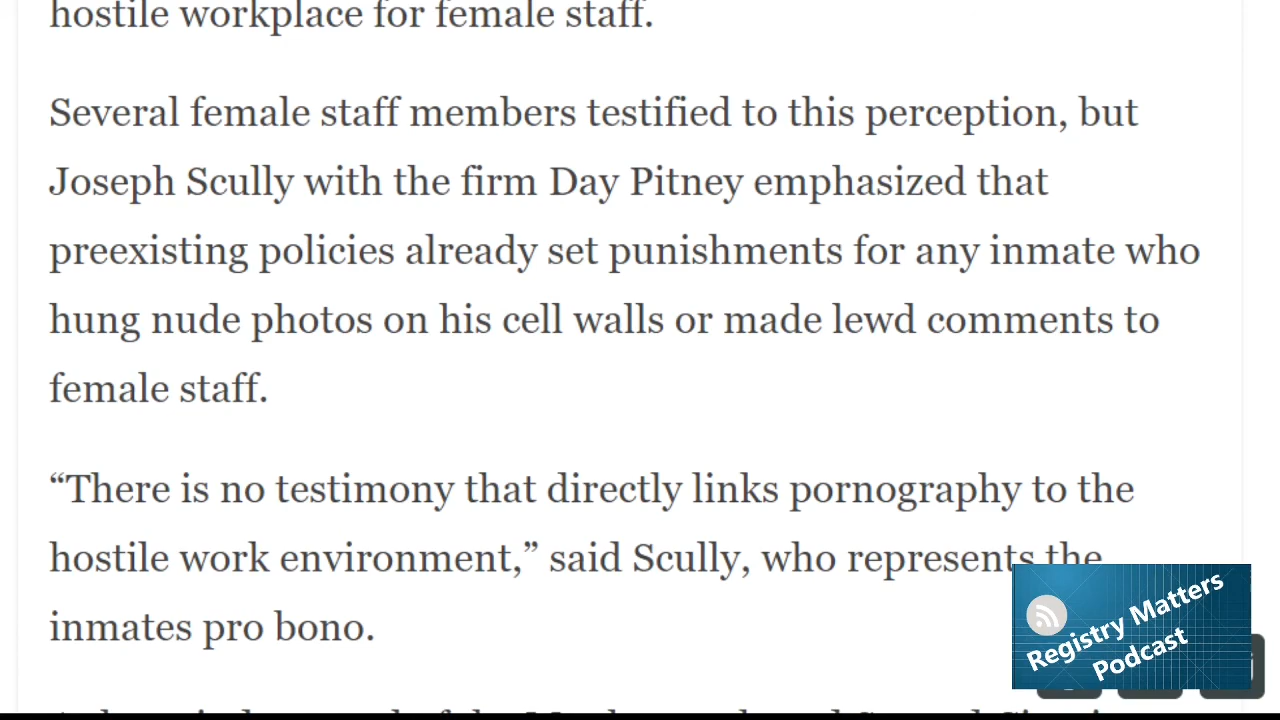 hostile workplace for female staff.
Several female staff members testified to this perception, but
Joseph Scully with the firm Day Pitney emphasized that
preexisting policies already set punishments for any inmate who
hung nude photos on his cell walls or made lewd comments to
female staff.
“There is no testimony that directly links pornography to the
hostile work environment,” said Scully, who represents the
inmates pro bono.
Registry Matters
Podcast